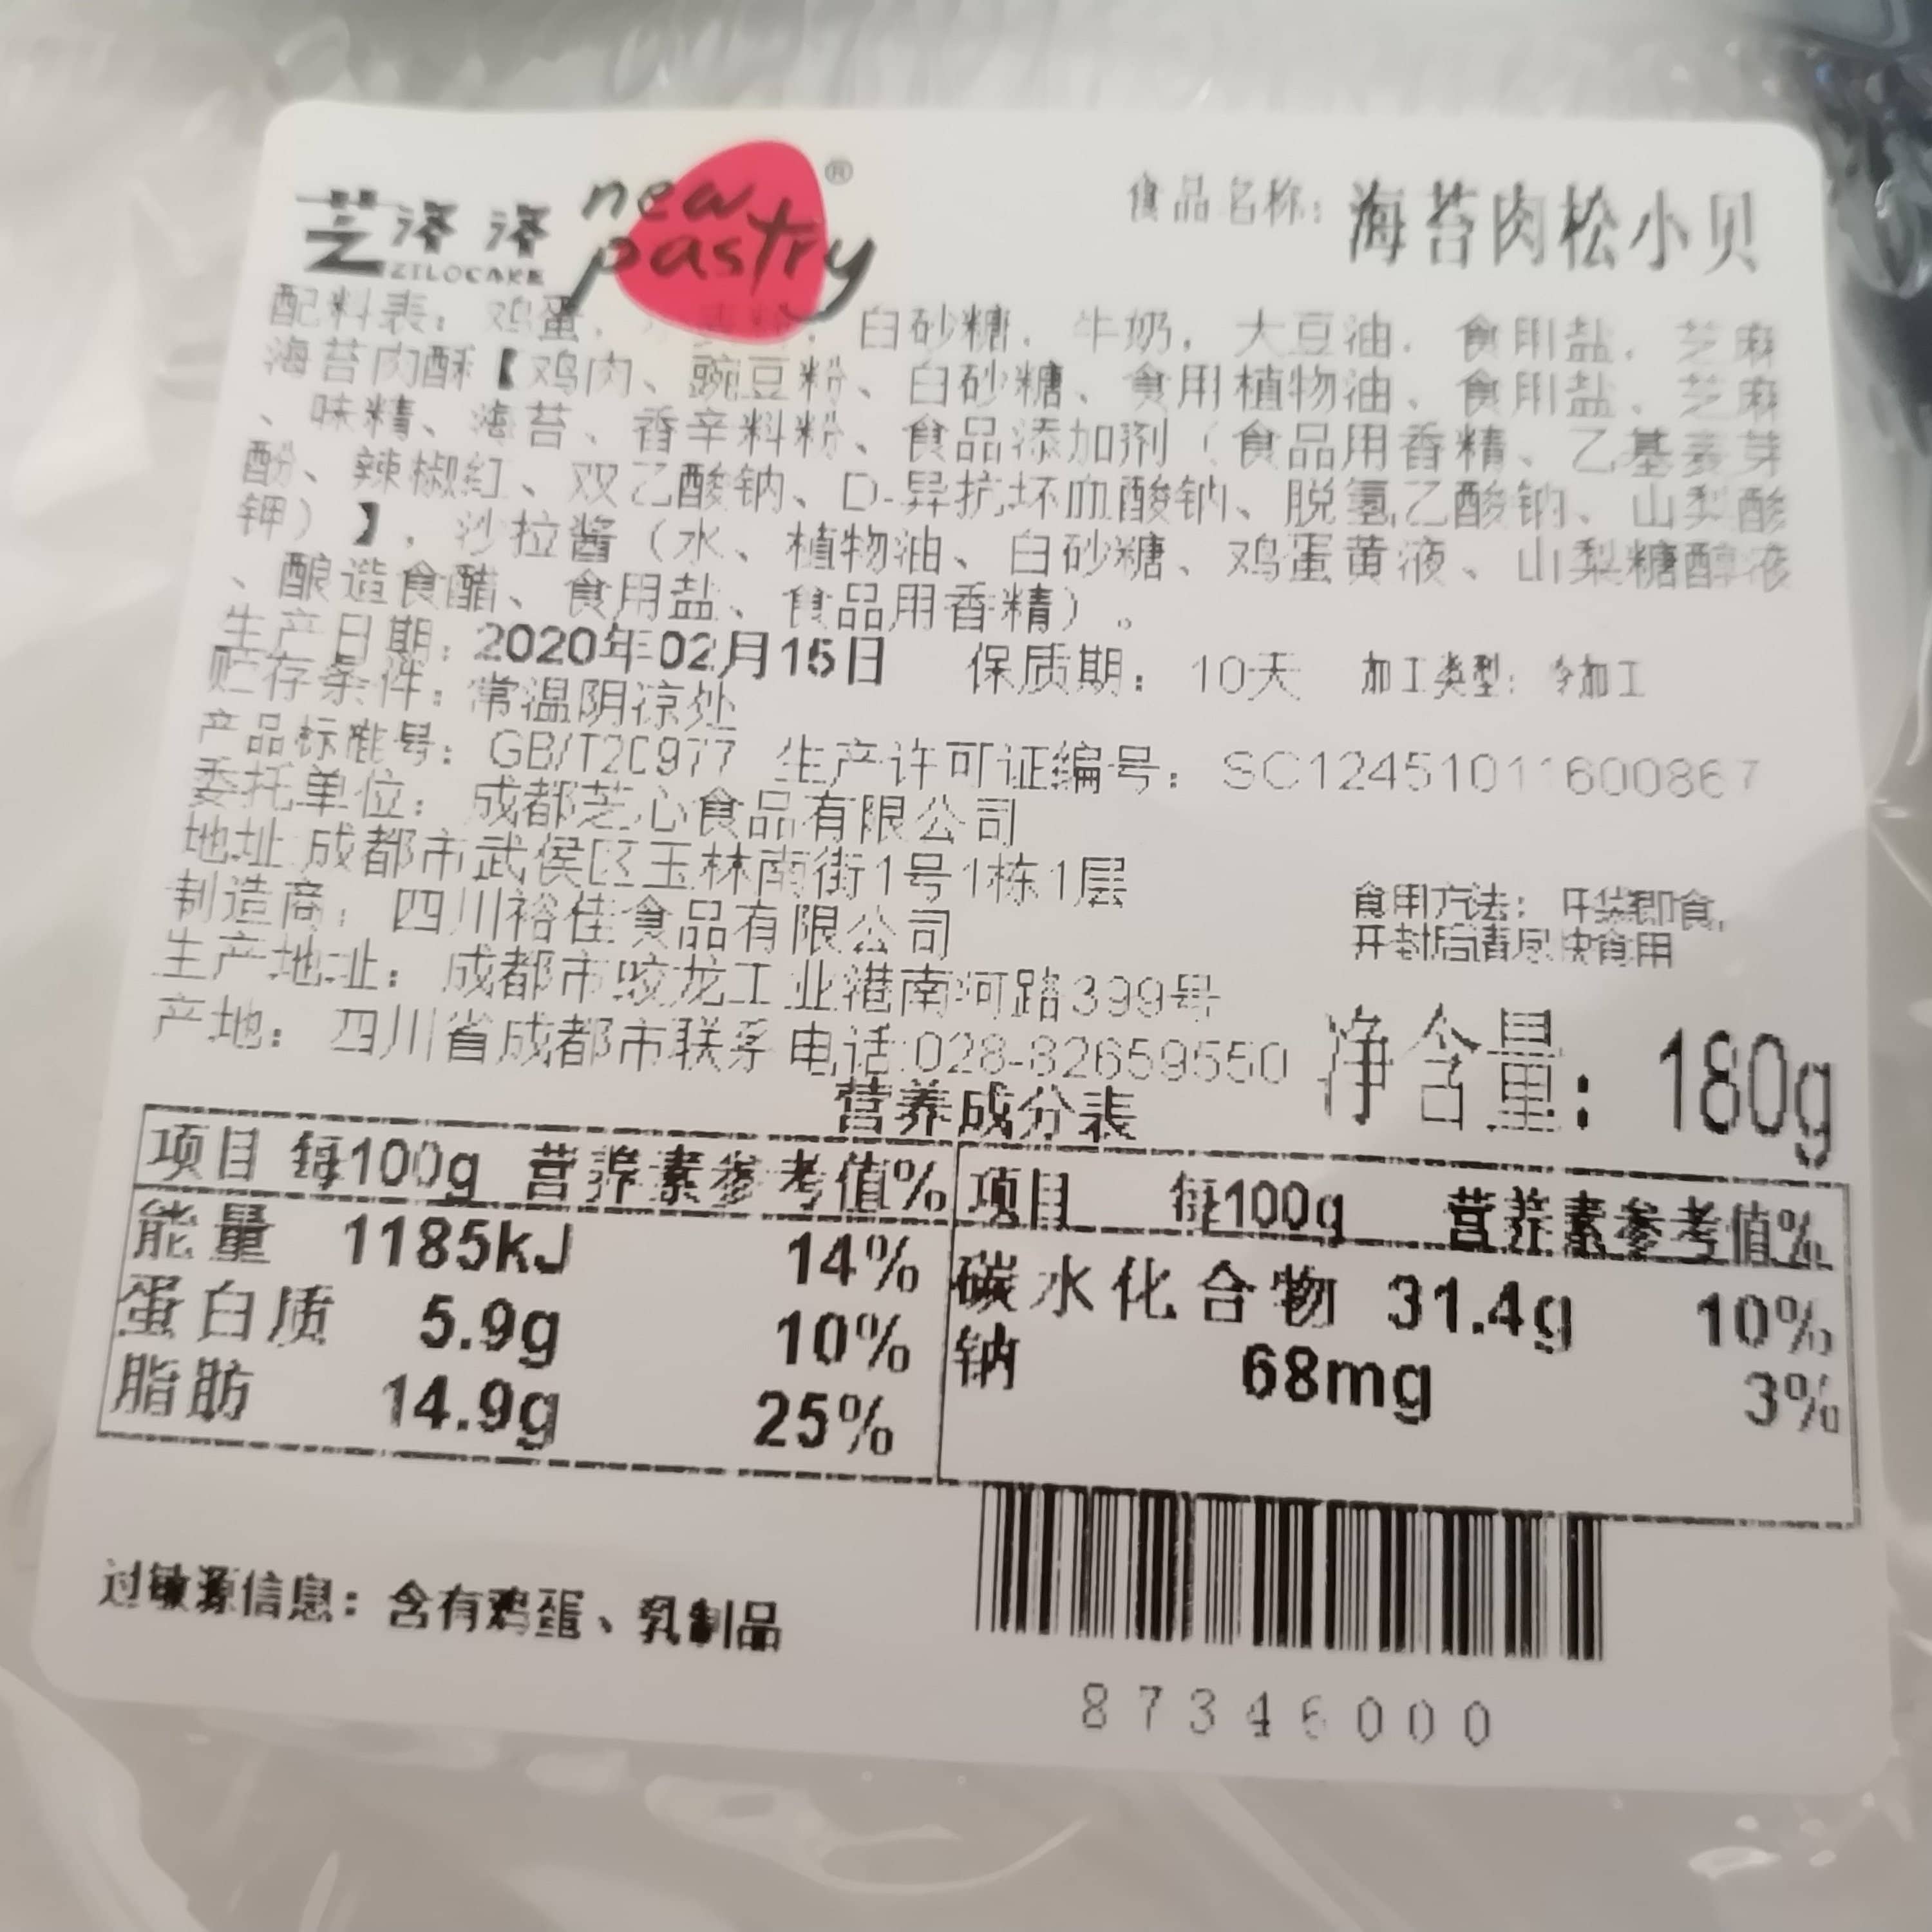 芝洛洛
ZILOCAKE
new pastry®
食品名称: 海苔肉松小贝
配料表: 鸡蛋, 白砂糖, 牛奶, 大豆油, 食用盐, 芝麻
海苔肉酥【鸡肉、豌豆粉、白砂糖、食用植物油、食用盐、芝麻
、味精、海苔、香辛料粉、食品添加剂（食品用香精、乙基麦芽
酚、辣椒红、双乙酸钠、D-异抗坏血酸钠、脱氢乙酸钠、山梨酸
钾）】, 沙拉酱（水、植物油、白砂糖、鸡蛋黄液、山梨糖醇液
、酿造食醋、食用盐、食品用香精）。
生产日期: 2020年02月15日 保质期: 10天 加工类型: 冷加工
贮存条件: 常温阴凉处
产品标准号: GB/T20977 生产许可证编号: SC12451011600867
委托单位: 成都芝心食品有限公司
地址:成都市武侯区玉林南街1号1栋1层
制造商: 四川裕佳食品有限公司
生产地址: 成都市蛟龙工业港南河路399号
产地: 四川省成都市 联系电话:028-82659550
食用方法: 开袋即食,
开封后请尽快食用
净含量: 180g
营养成分表
项目 每100g 营养素参考值% 项目 每100g 营养素参考值%
能量 1185kJ 14% 碳水化合物 31.4g 10%
蛋白质 5.9g 10% 钠 68mg 3%
脂肪 14.9g 25%
过敏源信息: 含有鸡蛋、乳制品
87346000